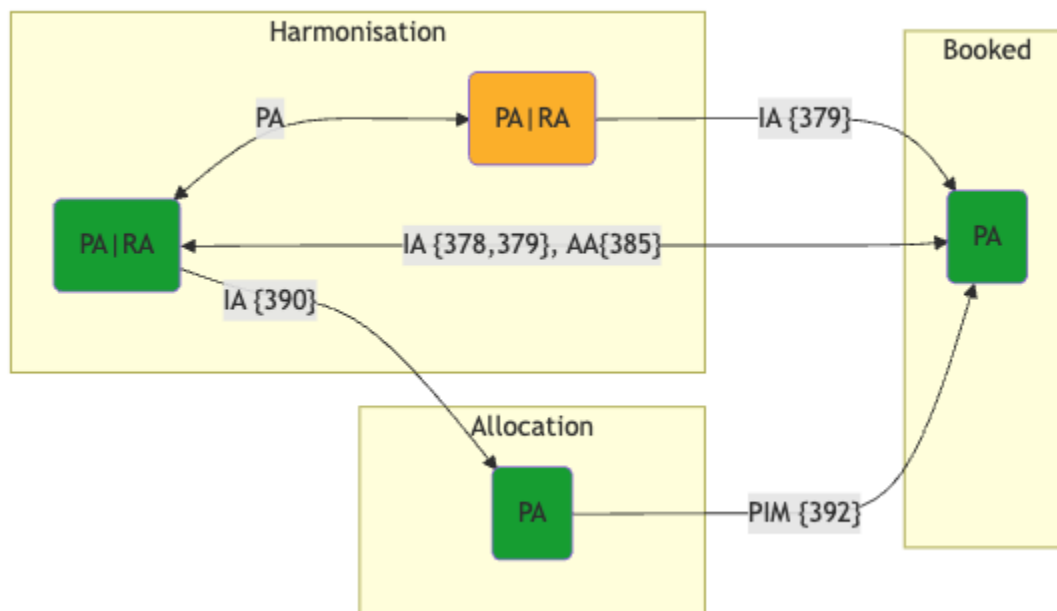 Harmonisation
Booked
PA
PA|RA
IA {379}
PA|RA
IA {378,379}, AA{385}
PA
IA {390}
Allocation
PA
PIM {392}